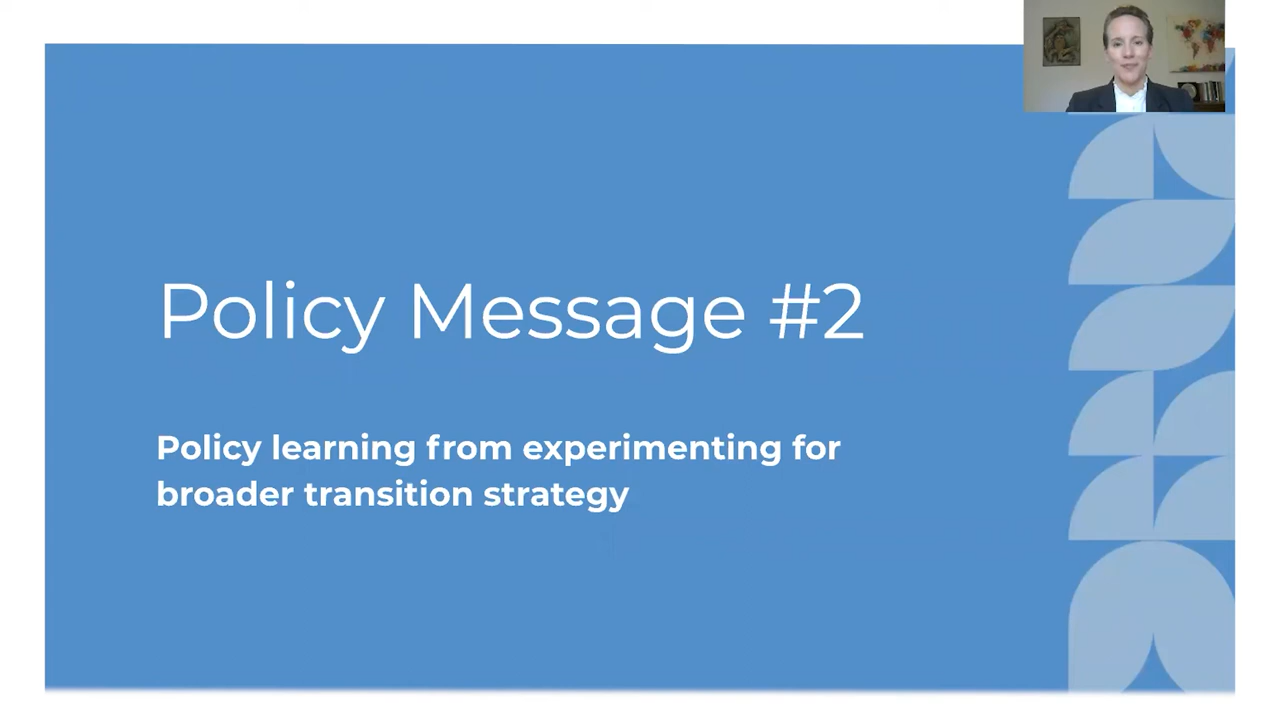 Policy Message #2
Policy learning from experimenting for
broader transition strategy